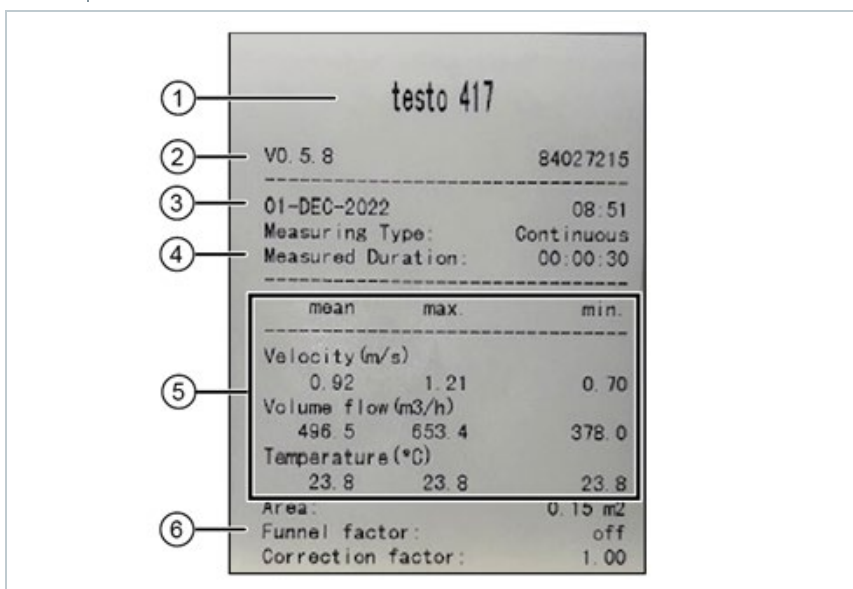 testo 417
V0.5.8 84027215
01-DEC-2022 08:51
Measuring Type: Continuous
Measured Duration: 00:00:30
mean max. min.
Velocity(m/s)
0.92 1.21 0.70
Volume flow(m3/h)
496.5 653.4 378.0
Temperature(°C)
23.8 23.8 23.8
Area: 0.15 m2
Funnel factor: off
Correction factor: 1.00
1
2
3
4
5
6